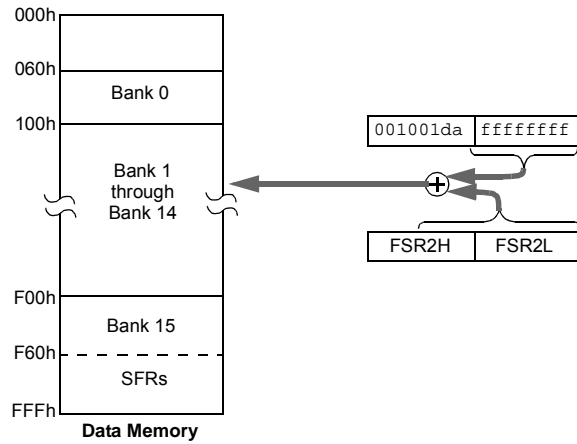 000h
060h
Bank 0
100h
001001da ffffffff
Bank 1
through
Bank 14
FSR2H FSR2L
F00h
Bank 15
F60h
SFRs
FFFh
Data Memory